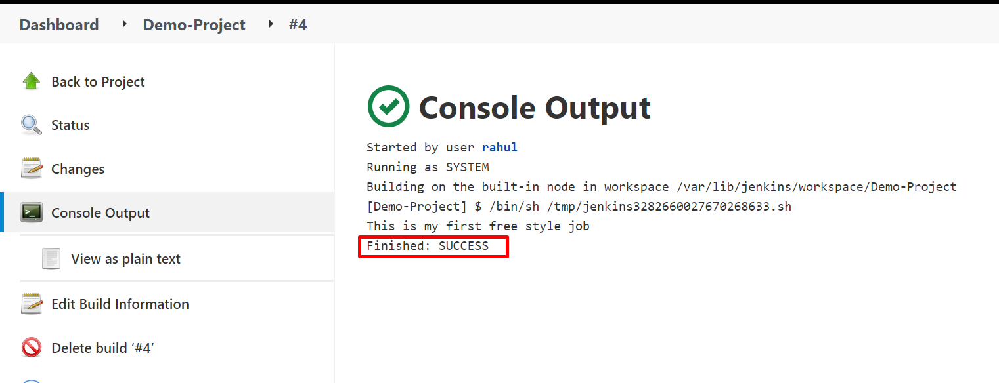 Dashboard Demo-Project #4
Back to Project
Status
Changes
Console Output
View as plain text
Edit Build Information
Delete build ‘#4’
Console Output
Started by user rahul
Running as SYSTEM
Building on the built-in node in workspace /var/lib/jenkins/workspace/Demo-Project
[Demo-Project] $ /bin/sh /tmp/jenkins3282660027670268633.sh
This is my first free style job
Finished: SUCCESS